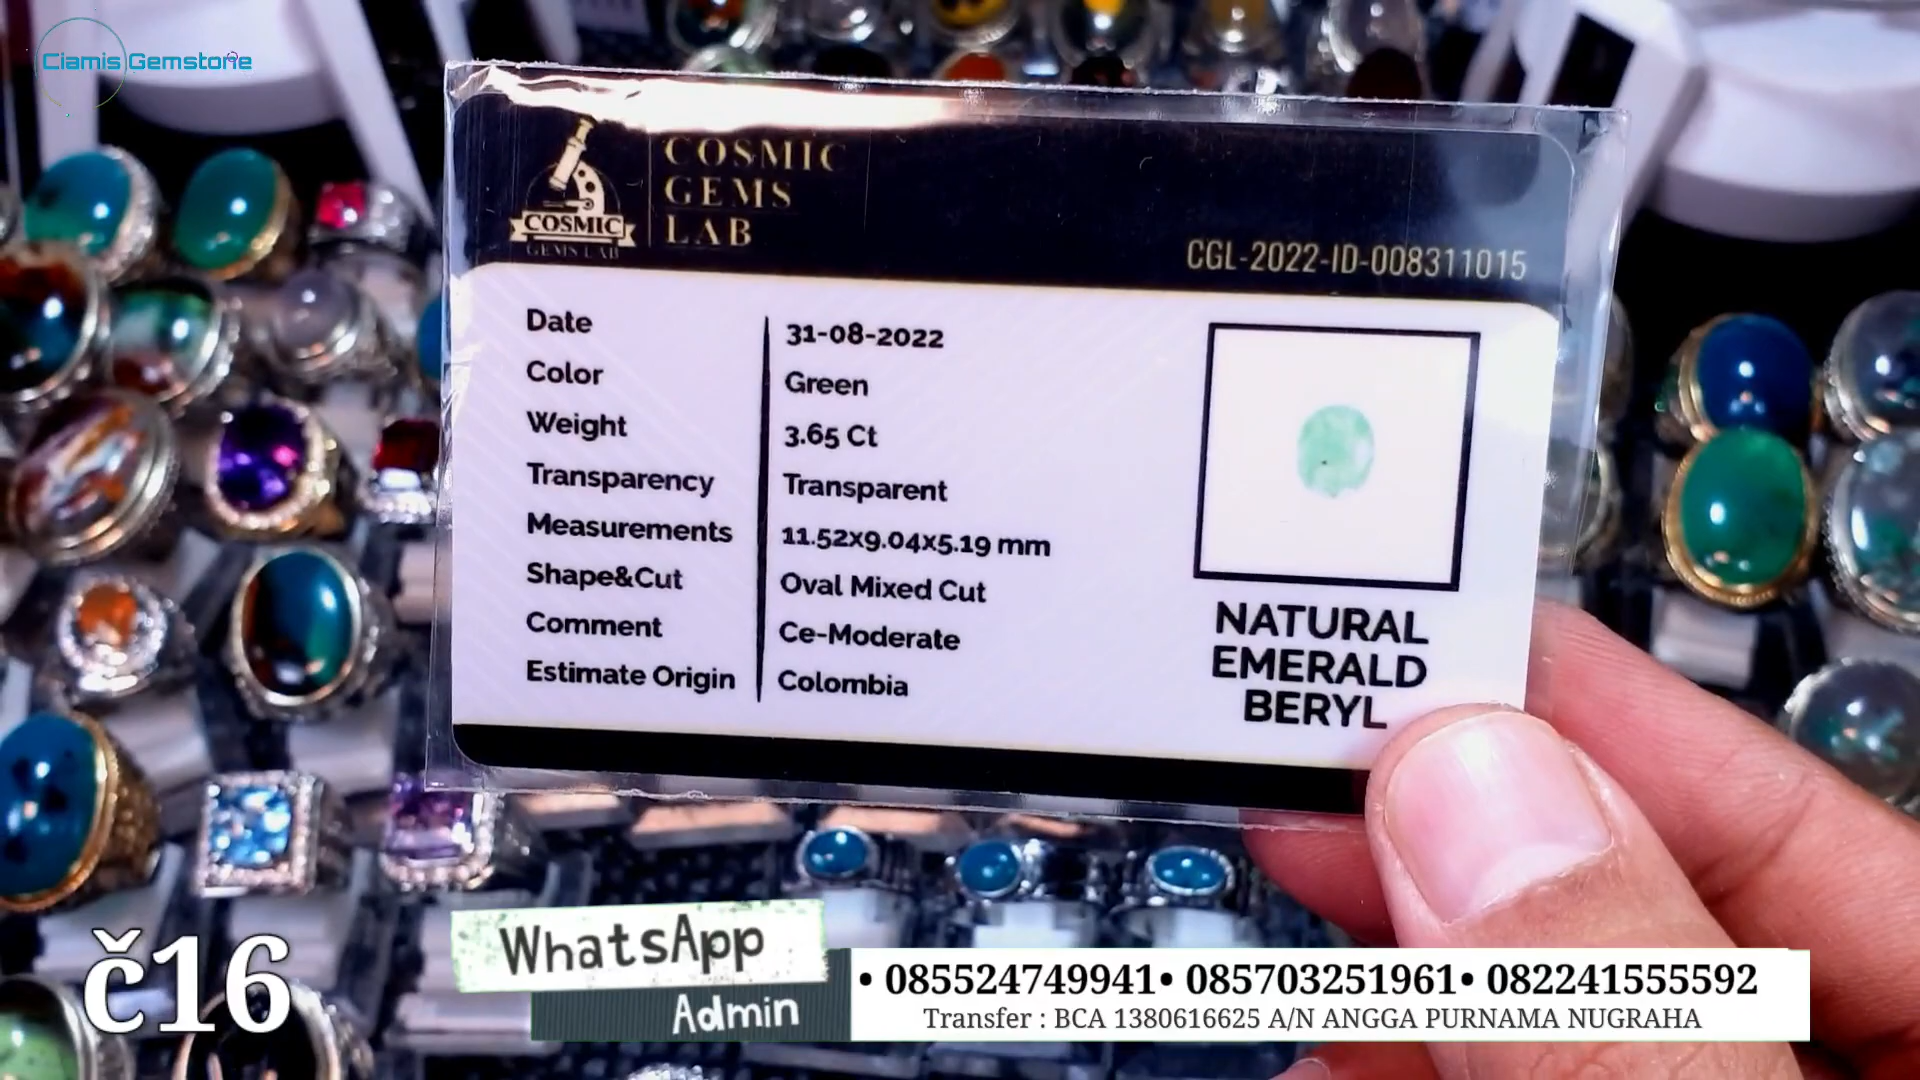 Ciamis Gemstone
COSMIC
GEMS
LAB
COSMIC
GEMS LAB
CGL-2022-ID-008311015
Date 31-08-2022
Color Green
Weight 3.65 Ct
Transparency Transparent
Measurements 11.52x9.04x5.19 mm
Shape&Cut Oval Mixed Cut
Comment Ce-Moderate
Estimate Origin Colombia
NATURAL
EMERALD
BERYL
č16
WhatsApp
Admin
• 085524749941• 085703251961• 082241555592
Transfer : BCA 1380616625 A/N ANGGA PURNAMA NUGRAHA